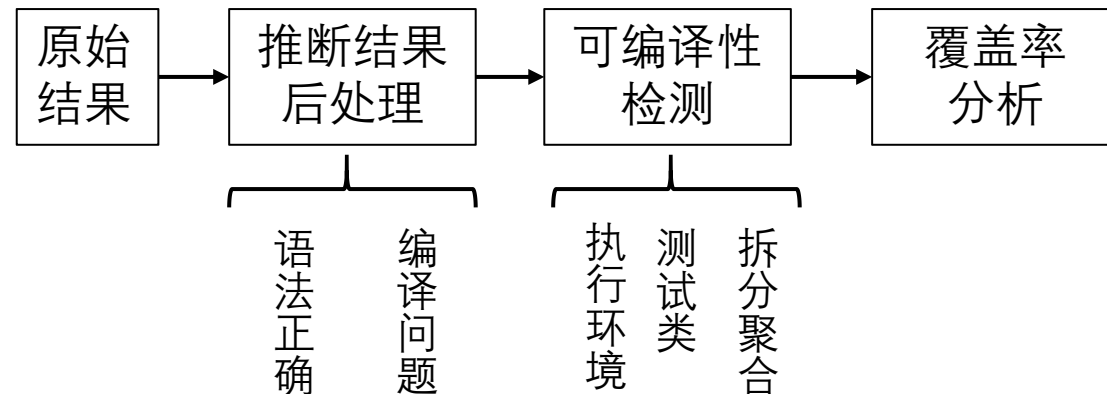 原始
结果
推断结果
后处理
可编译性
检测
覆盖率
分析
语法正确
编译问题
执行环境
测试类
拆分聚合